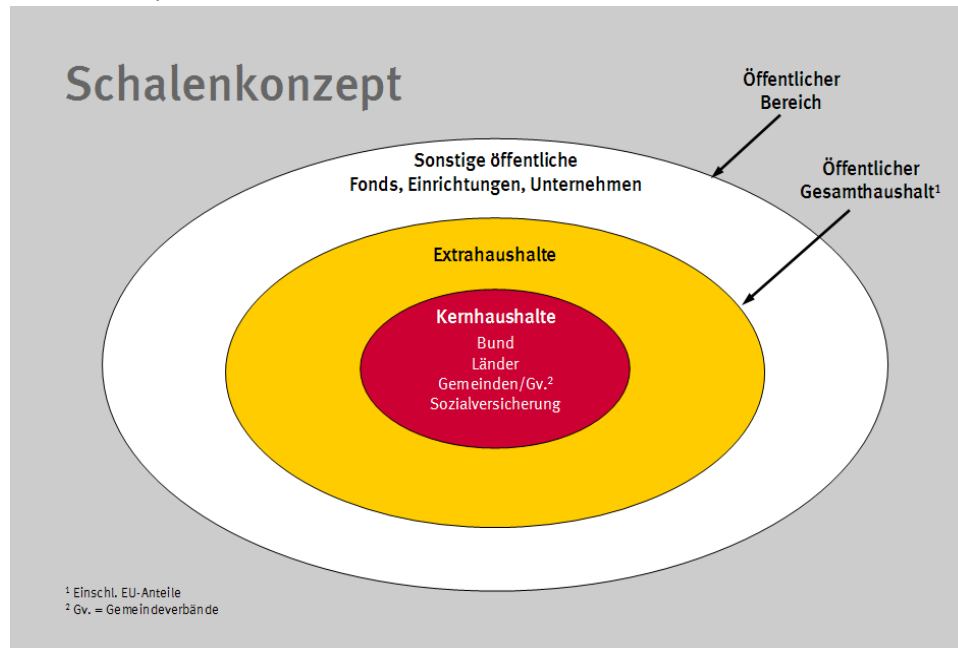 Schalenkonzept
Öffentlicher
Bereich
Öffentlicher
Gesamthaushalt¹
Sonstige öffentliche
Fonds, Einrichtungen, Unternehmen
Extrahaushalte
Kernhaushalte
Bund
Länder
Gemeinden/Gv.²
Sozialversicherung
¹ Einschl. EU-Anteile
² Gv. = Gemeindeverbände